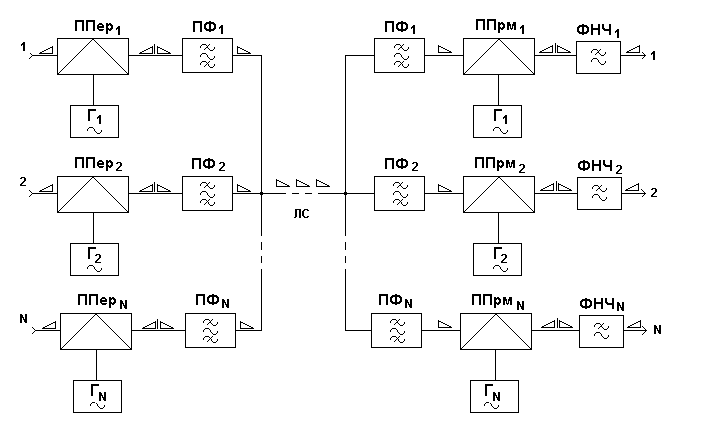 ППер1 ПФ1 ПФ1 ППрм1 ФНЧ1
1 1
Г1 Г1
ППер2 ПФ2 ПФ2 ППрм2 ФНЧ2
2 2
ЛС
Г2 Г2
ППерN ПФN ПФN ППрмN ФНЧN
N N
ГN ГN